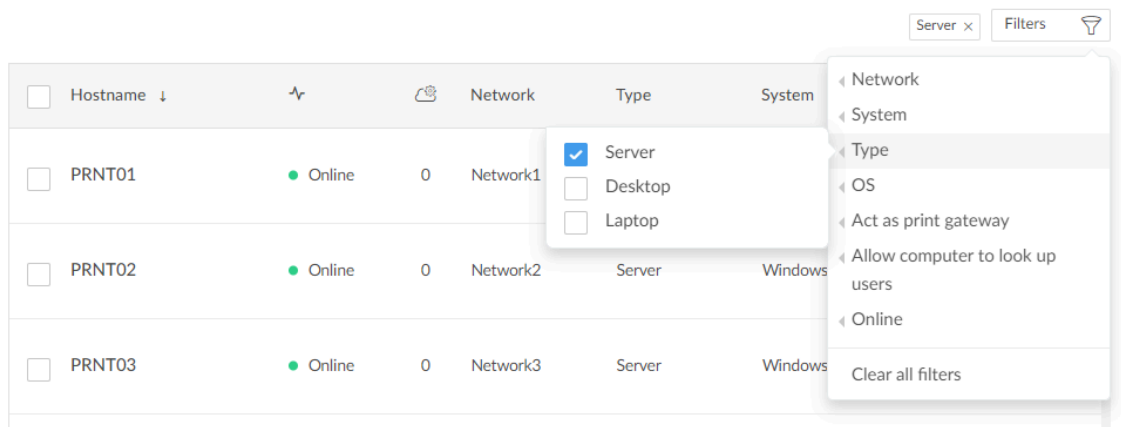 Server ×
Filters
Hostname ↓
Network
Type
System
PRNT01
Online
0
Network1
PRNT02
Online
0
Network2
Server
Windows
PRNT03
Online
0
Network3
Server
Windows
Server
Desktop
Laptop
Network
System
Type
OS
Act as print gateway
Allow computer to look up
users
Online
Clear all filters